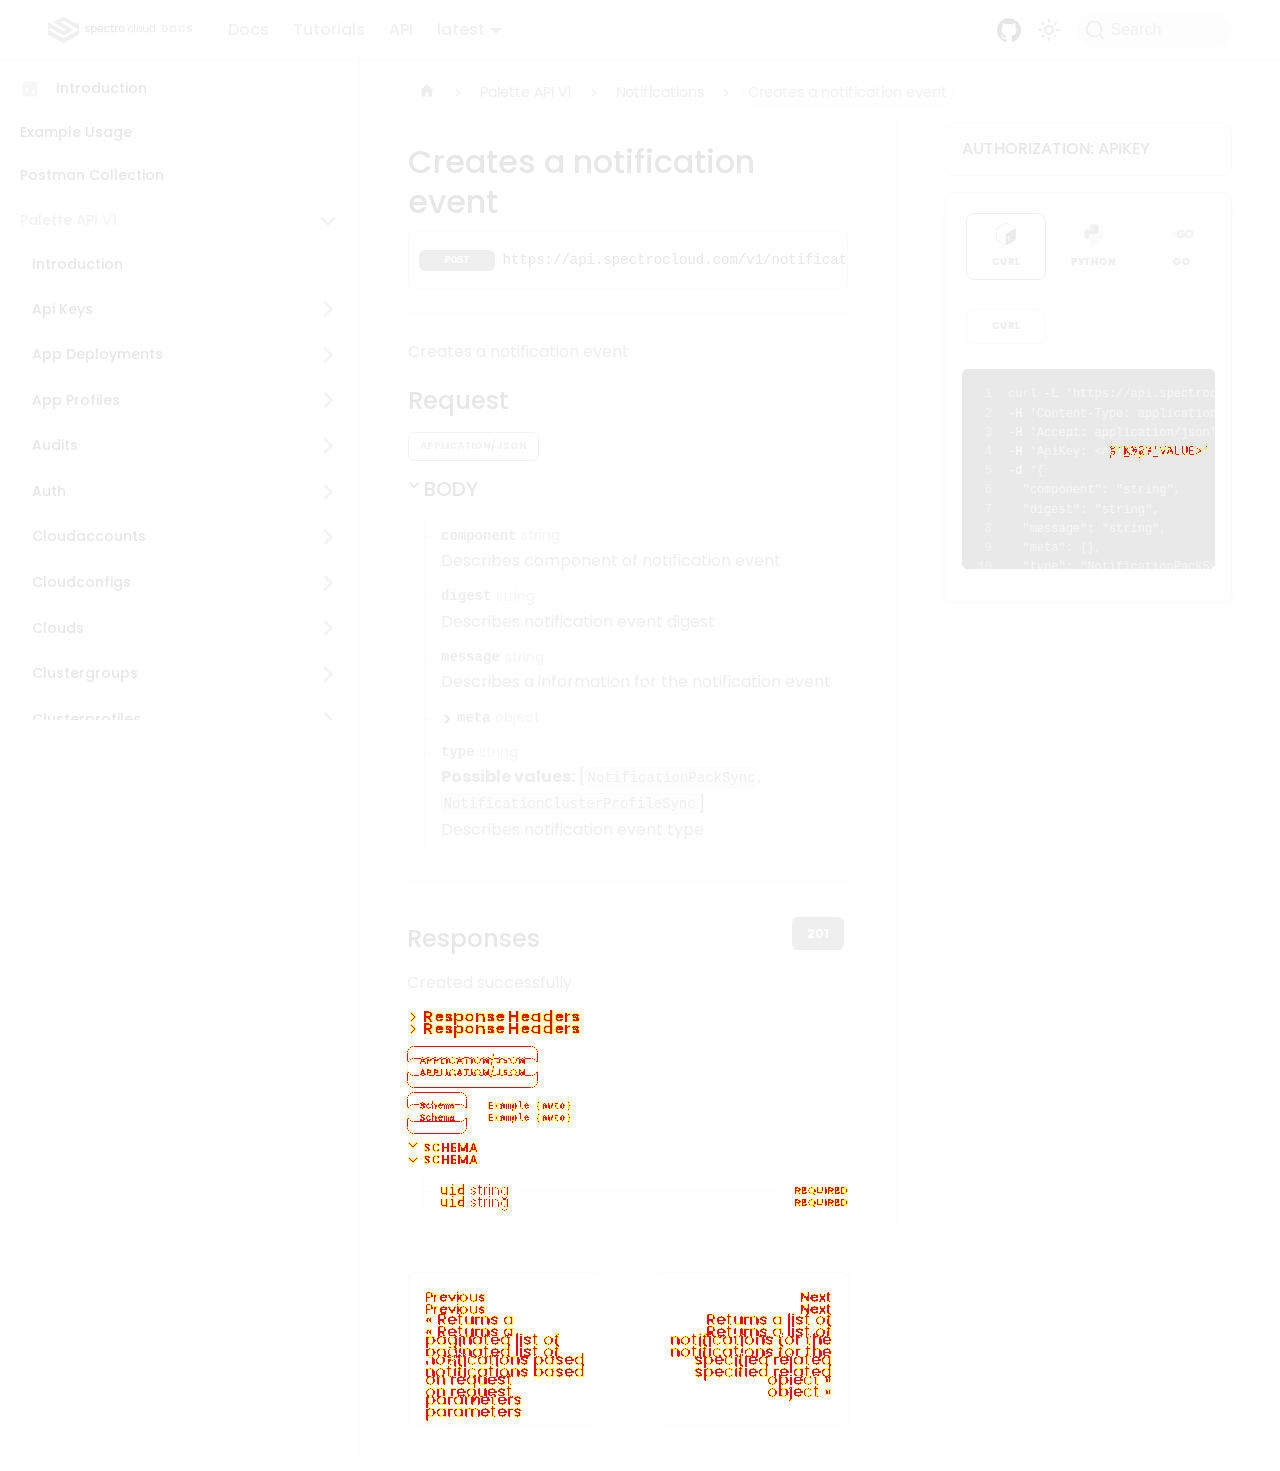 spectro cloud DOCS Docs Tutorials API latest Search
Introduction
Example Usage
Postman Collection
Palette API V1
Introduction
Api Keys
App Deployments
App Profiles
Audits
Auth
Cloudaccounts
Cloudconfigs
Clouds
Clustergroups
Clusterprofiles
Palette API V1 Notifications Creates a notification event
Creates a notification
event
POST https://api.spectrocloud.com/v1/notificat
Creates a notification event
Request
APPLICATION/JSON
BODY
component string
Describes component of notification event
digest string
Describes notification event digest
message string
Describes a information for the notification event
meta object
type string
Possible values: [NotificationPackSync,
NotificationClusterProfileSync]
Describes notification event type
Responses
201
Created successfully
Response Headers
Response Headers
APPLICATION/JSON
APPLICATION/JSON
Schema Example (auto)
Schema Example (auto)
SCHEMA
SCHEMA
uid string REQUIRED
uid string REQUIRED
Previous
Previous
« Returns a
« Returns a
paginated list of
paginated list of
notifications based
notifications based
on request
on request
parameters
parameters
Next
Next
Returns a list of
Returns a list of
notifications for the
notifications for the
specified related
specified related
object »
object »
AUTHORIZATION: APIKEY
CURL PYTHON GO
-GO
CURL
1 curl -L 'https://api.spectroc
2 -H 'Content-Type: application
3 -H 'Accept: application/json'
4 -H 'ApiKey: <A
5 -d '{
6 "component": "string",
7 "digest": "string",
8 "message": "string",
9 "meta": {},
10 "type": "NotificationPackS